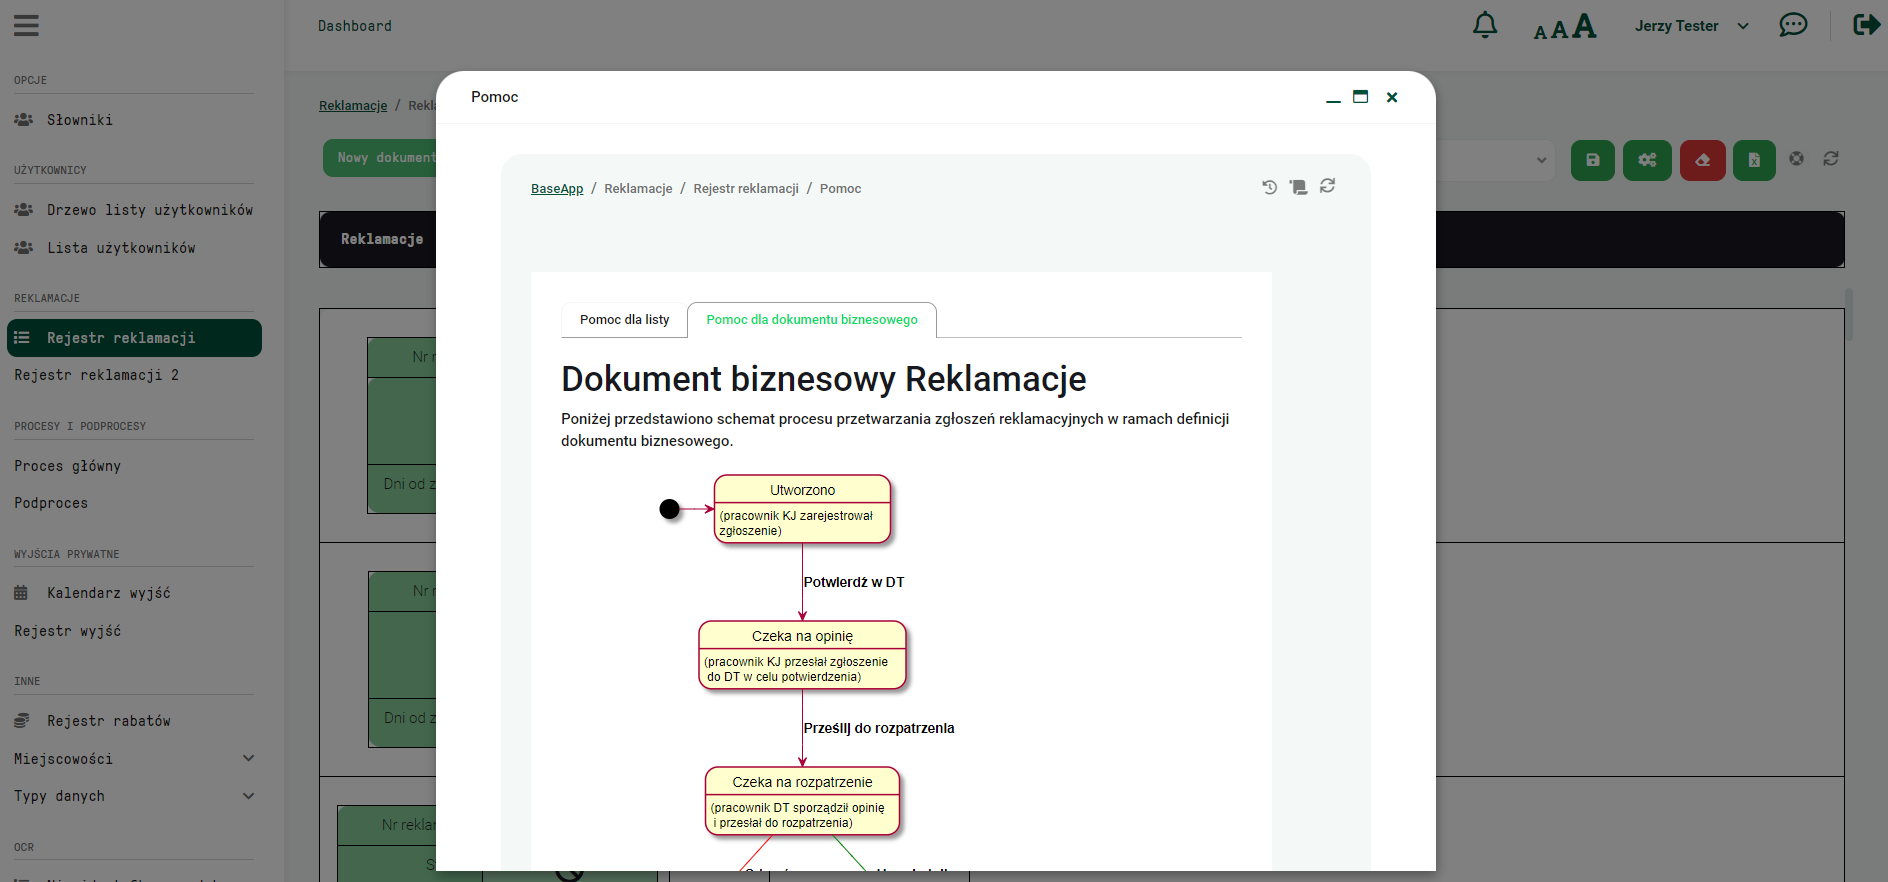 Dashboard
Jerzy Tester
OPCJE
Słowniki
UŻYTKOWNICY
Drzewo listy użytkowników
Lista użytkowników
REKLAMACJE
Rejestr reklamacji
Rejestr reklamacji 2
PROCESY I PODPROCESY
Proces główny
Podproces
WYJŚCIA PRYWATNE
Kalendarz wyjść
Rejestr wyjść
INNE
Rejestr rabatów
Miejscowości
Typy danych
OCR
Reklamacje /
Nowy dokument
Reklamacje
Nr
Dni od
Nr
Dni od
Nr
Pomoc
BaseApp / Reklamacje / Rejestr reklamacji / Pomoc
Pomoc dla listy
Pomoc dla dokumentu biznesowego
Dokument biznesowy Reklamacje
Poniżej przedstawiono schemat procesu przetwarzania zgłoszeń reklamacyjnych w ramach definicji
dokumentu biznesowego.
Utworzono
(pracownik KJ zarejestrował
zgłoszenie)
Potwierdź w DT
Czeka na opinię
(pracownik KJ przesłał zgłoszenie
do DT w celu potwierdzenia)
Prześlij do rozpatrzenia
Czeka na rozpatrzenie
(pracownik DT sporządził opinię
i przesłał do rozpatrzenia)